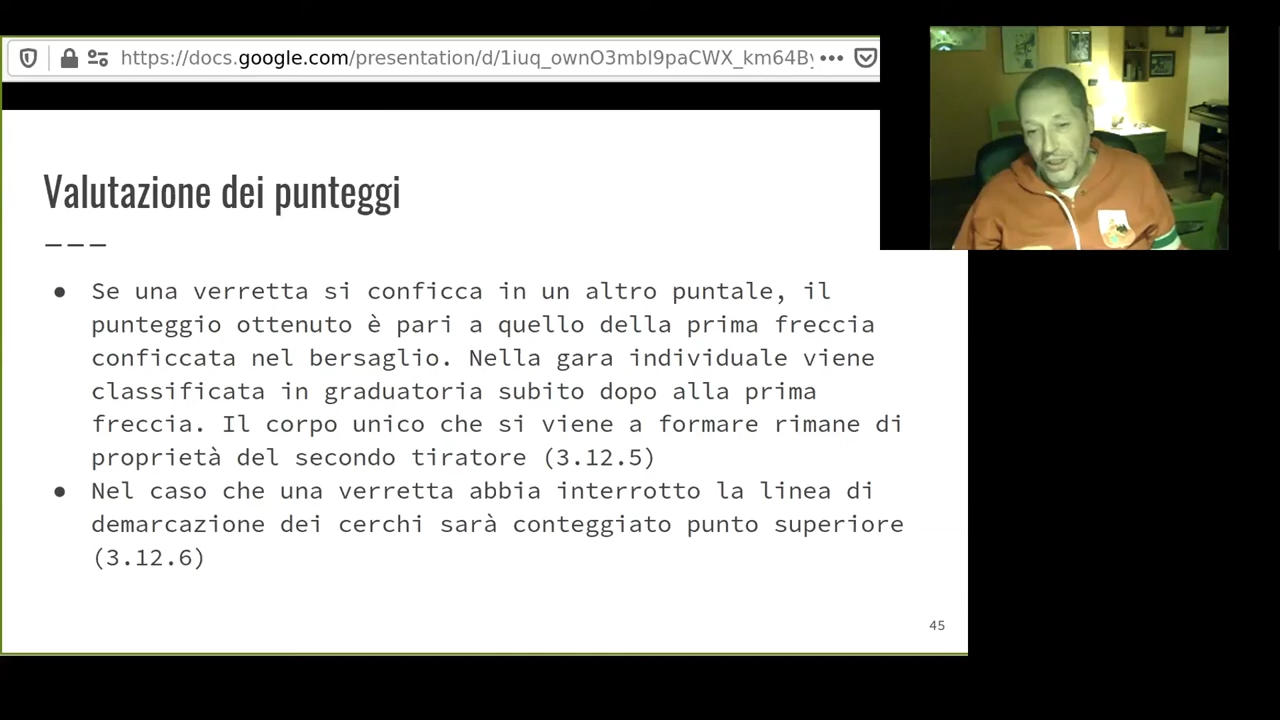 https://docs.google.com/presentation/d/1iuq_ownO3mbl9paCWX_km64By
Valutazione dei punteggi
● Se una verretta si conficca in un altro puntale, il
punteggio ottenuto è pari a quello della prima freccia
conficcata nel bersaglio. Nella gara individuale viene
classificata in graduatoria subito dopo alla prima
freccia. Il corpo unico che si viene a formare rimane di
proprietà del secondo tiratore (3.12.5)
● Nel caso che una verretta abbia interrotto la linea di
demarcazione dei cerchi sarà conteggiato punto superiore
(3.12.6)
45